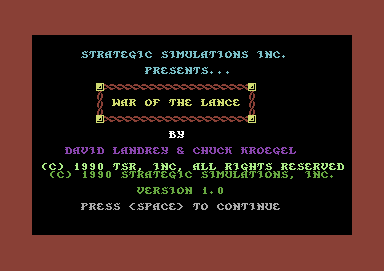 STRATEGIC SIMULATIONS INC.
PRESENTS...
WAR OF THE LANCE
BY
DAVID LANDREY & CHUCK KROEGEL
(C) 1990 TSR, INC, ALL RIGHTS RESERVED
(C) 1990 STRATEGIC SIMULATIONS, INC.
VERSION 1.0
PRESS <SPACE> TO CONTINUE